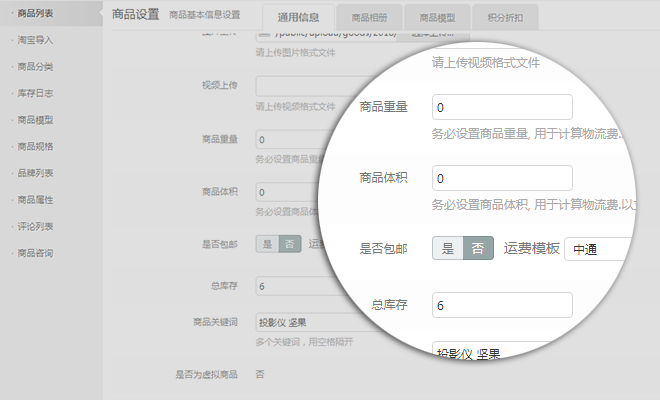 商品列表
淘宝导入
商品分类
库存日志
商品模型
商品规格
品牌列表
商品属性
评论列表
商品咨询
商品设置 商品基本信息设置 通用信息 商品相册 商品模型 积分折扣
请上传图片格式文件
视频上传
请上传视频格式文件
商品重量 0
务必设置商品重量
商品体积 0
务必设置商品体
是否包邮 是 否 运
总库存 6
商品关键词 投影仪 坚果
多个关键词，用空格隔开
是否为虚拟商品 否
请上传视频格式文件
商品重量 0
务必设置商品重量, 用于计算物流费.
商品体积 0
务必设置商品体积, 用于计算物流费.以
是否包邮 是 否 运费模板 中通
总库存 6
投影仪 坚果